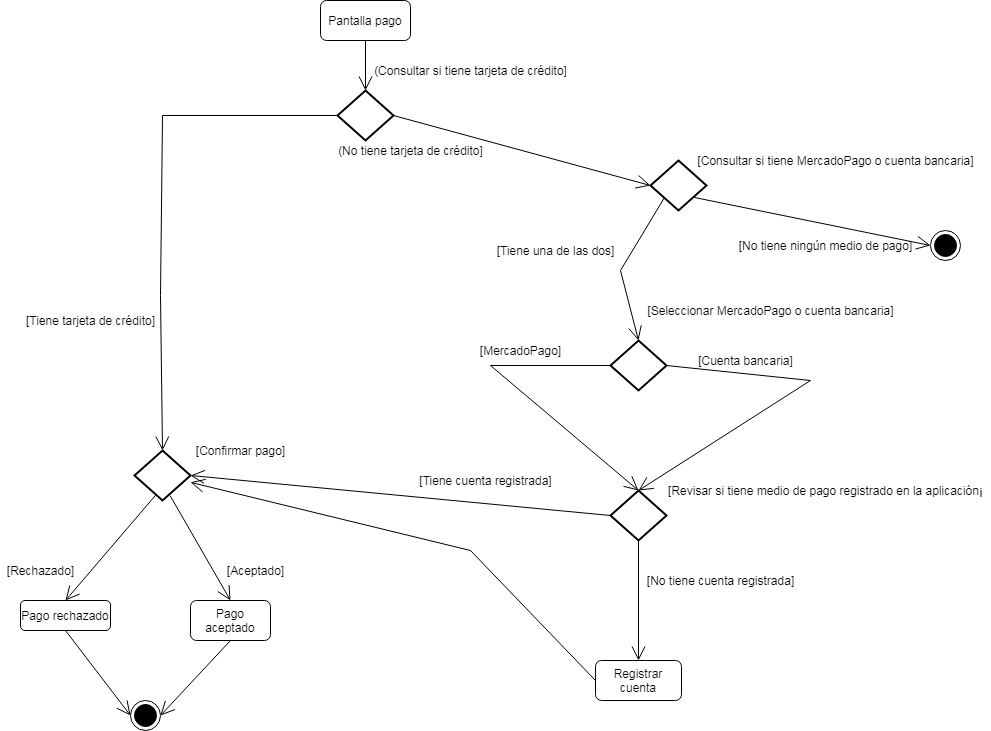 Pantalla pago
(Consultar si tiene tarjeta de crédito]
(No tiene tarjeta de crédito]
[Consultar si tiene MercadoPago o cuenta bancaria]
[No tiene ningún medio de pago]
[Tiene una de las dos]
[Seleccionar MercadoPago o cuenta bancaria]
[Tiene tarjeta de crédito]
[MercadoPago]
[Cuenta bancaria]
[Confirmar pago]
[Tiene cuenta registrada]
[Revisar si tiene medio de pago registrado en la aplicación]
[Rechazado]
[Aceptado]
[No tiene cuenta registrada]
Pago rechazado
Pago
aceptado
Registrar
cuenta